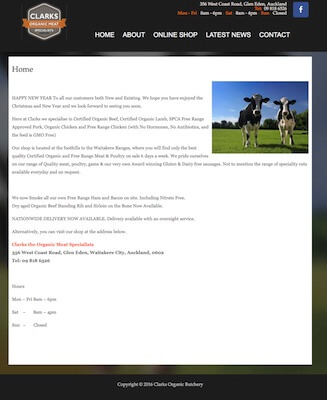 CLARKS
ORGANIC MEAT
SPECIALISTS
356 West Coast Road, Glen Eden, Auckland
Tel: 09 818 6526
Mon - Fri 8am - 6pm Sat 8am - 4pm Sun Closed
f
HOME ABOUT ONLINE SHOP LATEST NEWS CONTACT
Home
HAPPY NEW YEAR To all our customers both New and Existing. We hope you have enjoyed the
Christmas and New Year and we look forward to seeing you soon.
Here at Clarks we specialise in Certified Organic Beef, Certified Organic Lamb, SPCA Free Range
Approved Pork, Organic Chicken and Free Range Chicken (with No Hormones, No Antibiotics, and
the feed is GMO Free)
Our shop is located at the foothills to the Waitakere Ranges, where you will find only the best
quality Certified Organic and Free Range Meat & Poultry on sale 6 days a week. We pride ourselves
on our range of Quality meat, poultry, game & our very own Award winning Gluten & Dairy free sausages. Not to mention the range of speciality cuts
available everyday and on request.
We now Smoke all our own Free Range Ham and Bacon on site. Including Nitrate Free.
Dry aged Organic Beef Standing Rib and Sirloin on the Bone Now Available.
NATIONWIDE DELIVERY NOW AVAILABLE. Delivery available with an overnight service.
Alternatively, you can visit our shop at the address below.
Clarks the Organic Meat Specialists
356 West Coast Road, Glen Eden, Waitakere City, Auckland, 0602
Tel: 09 818 6526
Hours
Mon – Fri 8am – 6pm
Sat – 8am – 4pm
Sun – Closed
Copyright © 2016 Clarks Organic Butchery